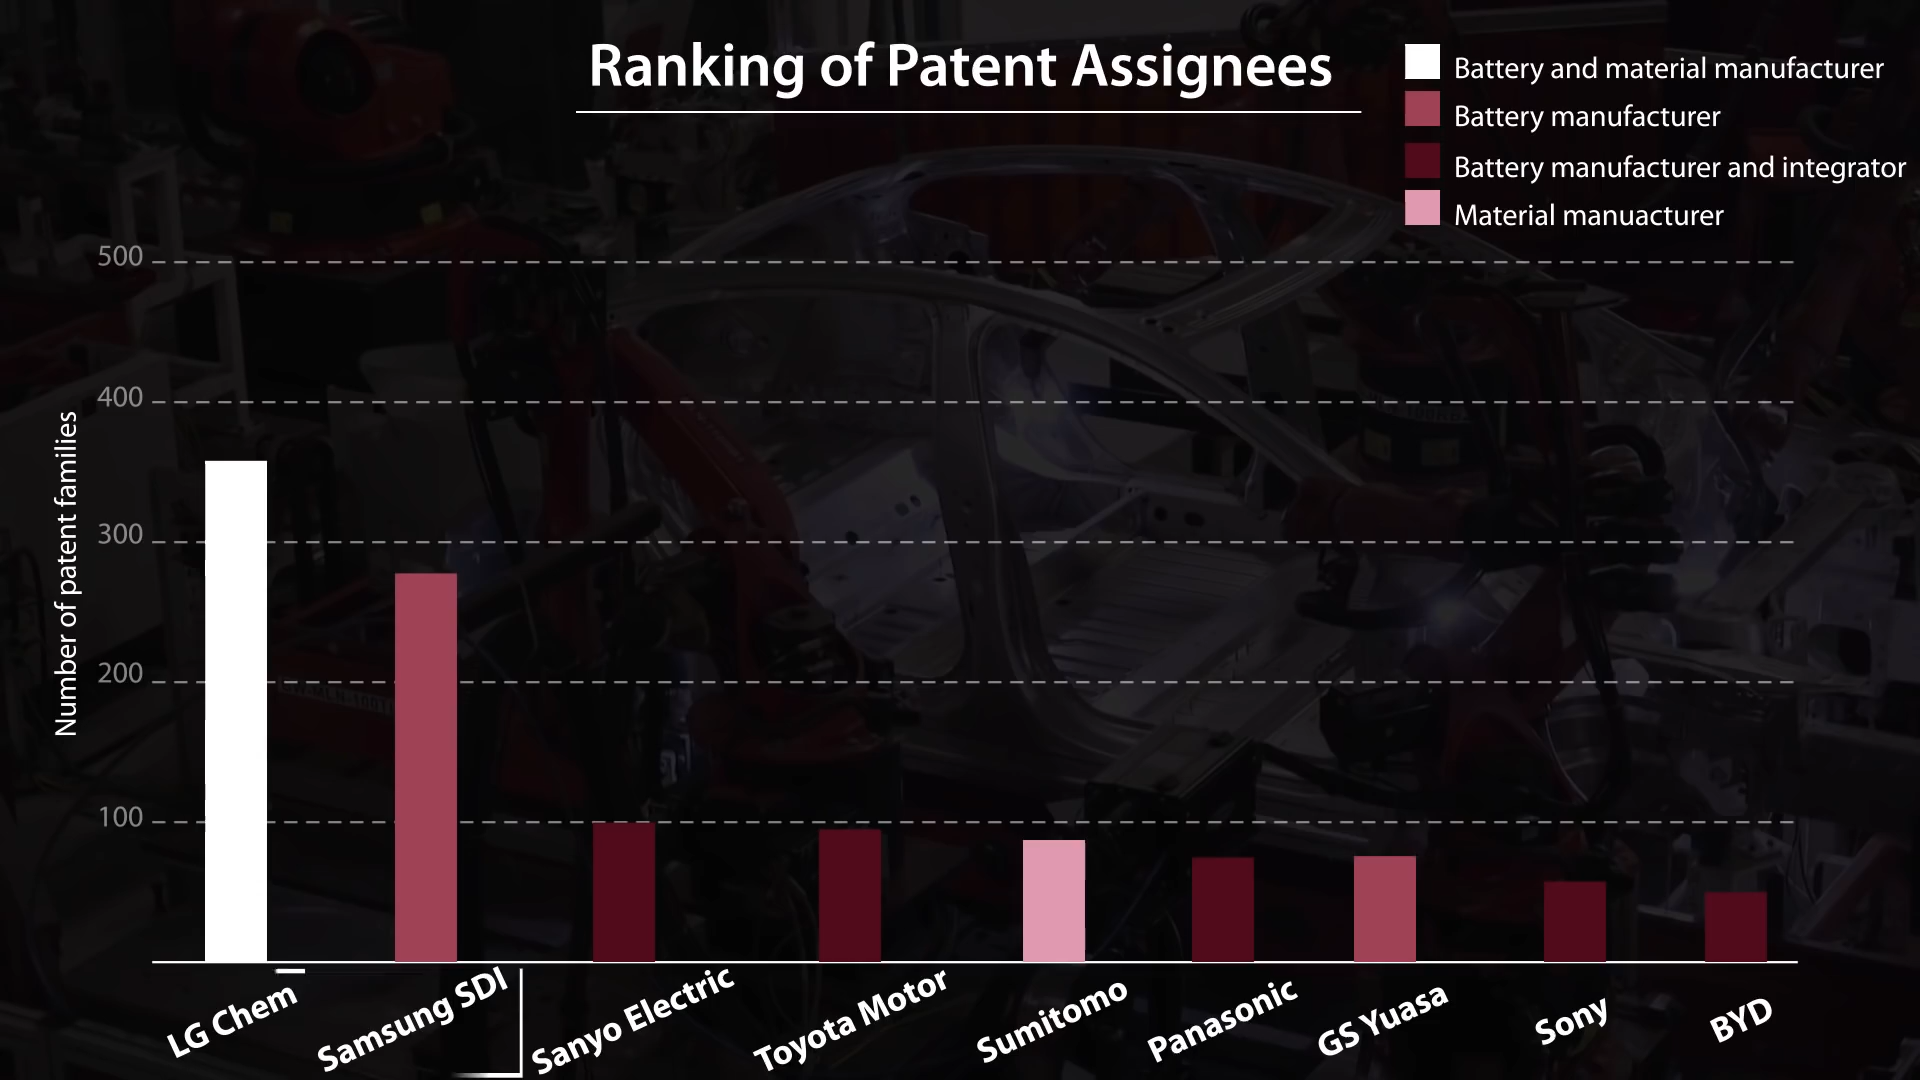 Ranking of Patent Assignees
Battery and material manufacturer
Battery manufacturer
Battery manufacturer and integrator
Material manuacturer
500
400
300
200
100
Number of patent families
LG Chem
Samsung SDI
Sanyo Electric
Toyota Motor
Sumitomo
Panasonic
GS Yuasa
Sony
BYD